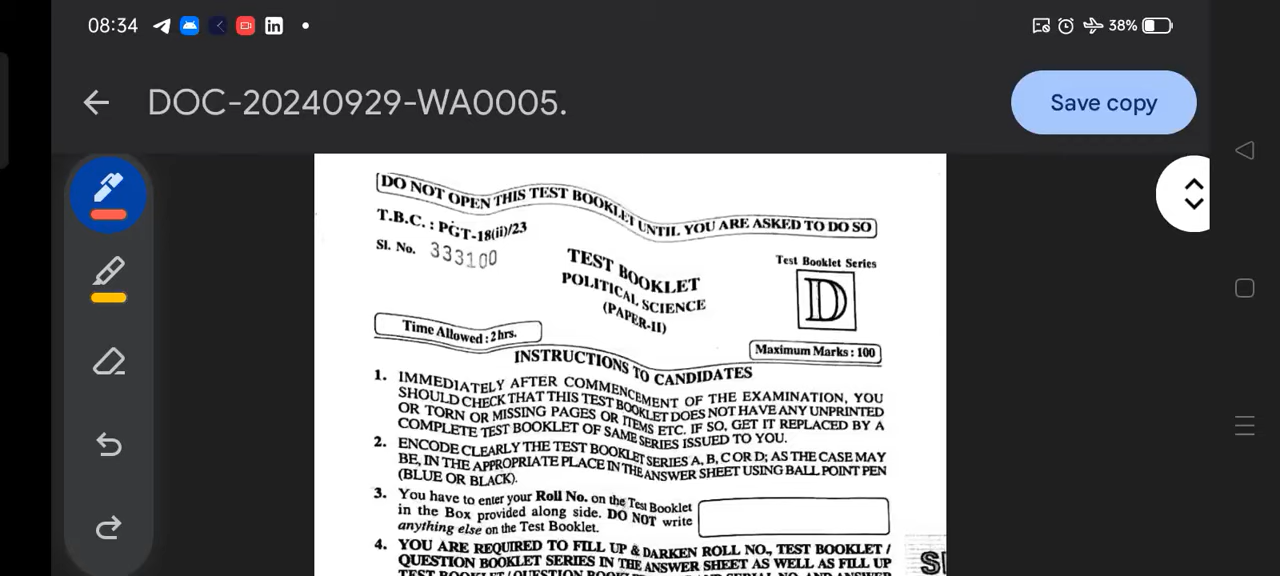 08:34
38%
DOC-20240929-WA0005.
Save copy
DO NOT OPEN THIS TEST BOOKLET UNTIL YOU ARE ASKED TO DO SO
T.B.C. : PGT-18(ii)/23
Sl. No. 333100
TEST BOOKLET
POLITICAL SCIENCE
(PAPER-II)
Test Booklet Series
D
Time Allowed : 2 hrs.
Maximum Marks : 100
INSTRUCTIONS TO CANDIDATES
1. IMMEDIATELY AFTER COMMENCEMENT OF THE EXAMINATION, YOU
SHOULD CHECK THAT THIS TEST BOOKLET DOES NOT HAVE ANY UNPRINTED
OR TORN OR MISSING PAGES OR ITEMS ETC. IF SO, GET IT REPLACED BY A
COMPLETE TEST BOOKLET OF SAME SERIES ISSUED TO YOU.
2. ENCODE CLEARLY THE TEST BOOKLET SERIES A, B, C OR D; AS THE CASE MAY
BE, IN THE APPROPRIATE PLACE IN THE ANSWER SHEET USING BALL POINT PEN
(BLUE OR BLACK).
3. You have to enter your Roll No. on the Test Booklet
in the Box provided along side. DO NOT write
anything else on the Test Booklet.
4. YOU ARE REQUIRED TO FILL UP & DARKEN ROLL NO., TEST BOOKLET /
QUESTION BOOKLET SERIES IN THE ANSWER SHEET AS WELL AS FILL UP